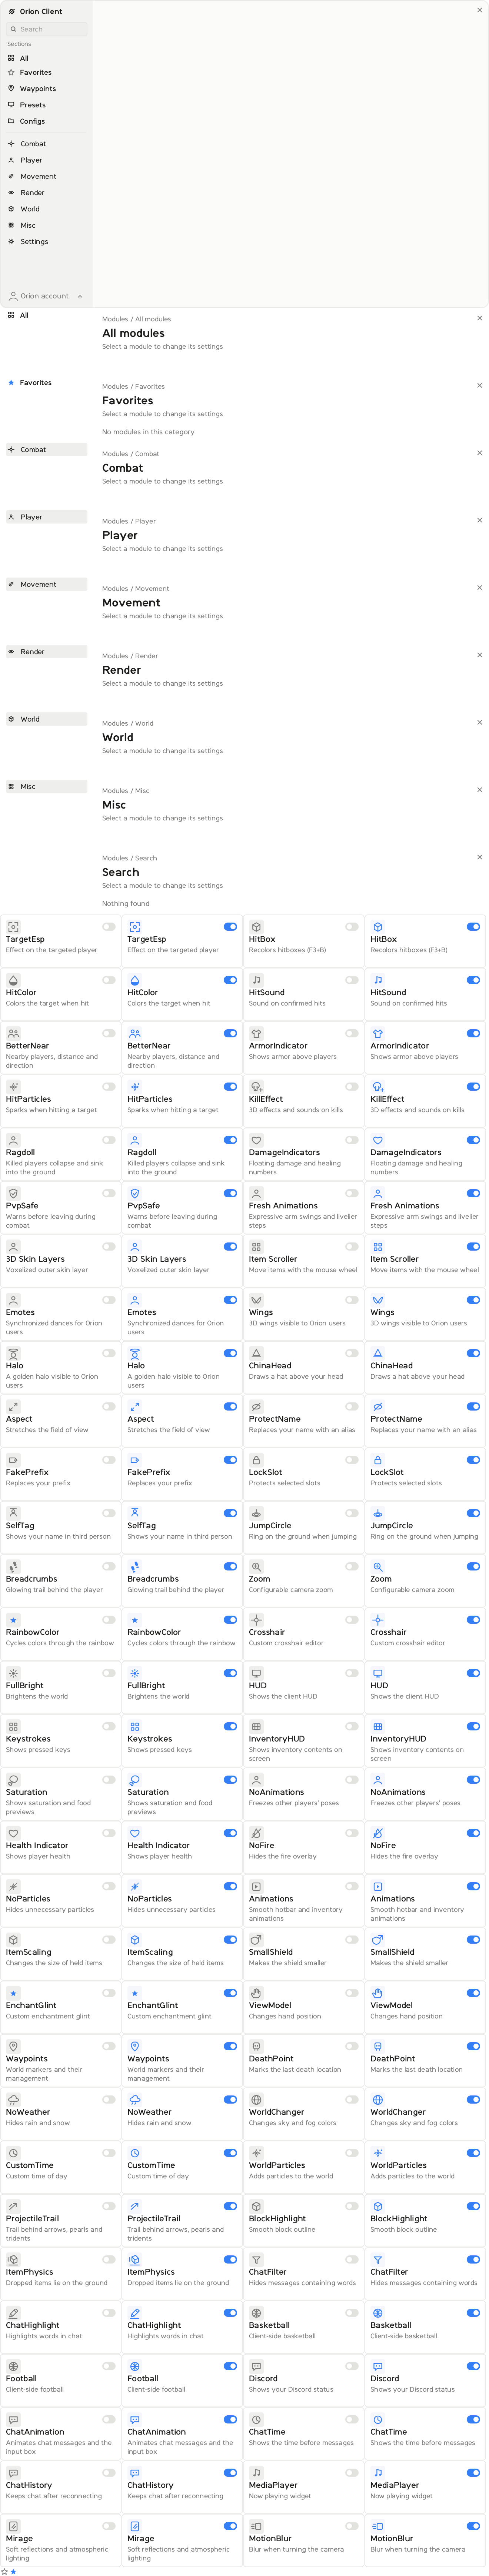 Orion Client
Search
Sections
All
Favorites
Waypoints
Presets
Configs
Combat
Player
Movement
Render
World
Misc
Settings
Orion account
All
Modules / All modules
All modules
Select a module to change its settings
Favorites
Modules / Favorites
Favorites
Select a module to change its settings
No modules in this category
Combat
Modules / Combat
Combat
Select a module to change its settings
Player
Modules / Player
Player
Select a module to change its settings
Movement
Modules / Movement
Movement
Select a module to change its settings
Render
Modules / Render
Render
Select a module to change its settings
World
Modules / World
World
Select a module to change its settings
Misc
Modules / Misc
Misc
Select a module to change its settings
Modules / Search
Search
Select a module to change its settings
Nothing found
TargetEsp TargetEsp HitBox HitBox
Effect on the targeted player Effect on the targeted player Recolors hitboxes (F3+B) Recolors hitboxes (F3+B)
HitColor HitColor HitSound HitSound
Colors the target when hit Colors the target when hit Sound on confirmed hits Sound on confirmed hits
BetterNear BetterNear ArmorIndicator ArmorIndicator
Nearby players, distance and Nearby players, distance and Shows armor above players Shows armor above players
direction direction
HitParticles HitParticles KillEffect KillEffect
Sparks when hitting a target Sparks when hitting a target 3D effects and sounds on kills 3D effects and sounds on kills
Ragdoll Ragdoll DamageIndicators DamageIndicators
Killed players collapse and sink Killed players collapse and sink Floating damage and healing Floating damage and healing
into the ground into the ground numbers numbers
PvpSafe PvpSafe Fresh Animations Fresh Animations
Warns before leaving during Warns before leaving during Expressive arm swings and livelier Expressive arm swings and livelier
combat combat steps steps
3D Skin Layers 3D Skin Layers Item Scroller Item Scroller
Voxelized outer skin layer Voxelized outer skin layer Move items with the mouse wheel Move items with the mouse wheel
Emotes Emotes Wings Wings
Synchronized dances for Orion Synchronized dances for Orion 3D wings visible to Orion users 3D wings visible to Orion users
users users
Halo Halo ChinaHead ChinaHead
A golden halo visible to Orion A golden halo visible to Orion Draws a hat above your head Draws a hat above your head
users users
Aspect Aspect ProtectName ProtectName
Stretches the field of view Stretches the field of view Replaces your name with an alias Replaces your name with an alias
FakePrefix FakePrefix LockSlot LockSlot
Replaces your prefix Replaces your prefix Protects selected slots Protects selected slots
SelfTag SelfTag JumpCircle JumpCircle
Shows your name in third person Shows your name in third person Ring on the ground when jumping Ring on the ground when jumping
Breadcrumbs Breadcrumbs Zoom Zoom
Glowing trail behind the player Glowing trail behind the player Configurable camera zoom Configurable camera zoom
RainbowColor RainbowColor Crosshair Crosshair
Cycles colors through the rainbow Cycles colors through the rainbow Custom crosshair editor Custom crosshair editor
FullBright FullBright HUD HUD
Brightens the world Brightens the world Shows the client HUD Shows the client HUD
Keystrokes Keystrokes InventoryHUD InventoryHUD
Shows pressed keys Shows pressed keys Shows inventory contents on Shows inventory contents on
screen screen
Saturation Saturation NoAnimations NoAnimations
Shows saturation and food Shows saturation and food Freezes other players' poses Freezes other players' poses
previews previews
Health Indicator Health Indicator NoFire NoFire
Shows player health Shows player health Hides the fire overlay Hides the fire overlay
NoParticles NoParticles Animations Animations
Hides unnecessary particles Hides unnecessary particles Smooth hotbar and inventory Smooth hotbar and inventory
animations animations
ItemScaling ItemScaling SmallShield SmallShield
Changes the size of held items Changes the size of held items Makes the shield smaller Makes the shield smaller
EnchantGlint EnchantGlint ViewModel ViewModel
Custom enchantment glint Custom enchantment glint Changes hand position Changes hand position
Waypoints Waypoints DeathPoint DeathPoint
World markers and their World markers and their Marks the last death location Marks the last death location
management management
NoWeather NoWeather WorldChanger WorldChanger
Hides rain and snow Hides rain and snow Changes sky and fog colors Changes sky and fog colors
CustomTime CustomTime WorldParticles WorldParticles
Custom time of day Custom time of day Adds particles to the world Adds particles to the world
ProjectileTrail ProjectileTrail BlockHighlight BlockHighlight
Trail behind arrows, pearls and Trail behind arrows, pearls and Smooth block outline Smooth block outline
tridents tridents
ItemPhysics ItemPhysics ChatFilter ChatFilter
Dropped items lie on the ground Dropped items lie on the ground Hides messages containing words Hides messages containing words
ChatHighlight ChatHighlight Basketball Basketball
Highlights words in chat Highlights words in chat Client-side basketball Client-side basketball
Football Football Discord Discord
Client-side football Client-side football Shows your Discord status Shows your Discord status
ChatAnimation ChatAnimation ChatTime ChatTime
Animates chat messages and the Animates chat messages and the Shows the time before messages Shows the time before messages
input box input box
ChatHistory ChatHistory MediaPlayer MediaPlayer
Keeps chat after reconnecting Keeps chat after reconnecting Now playing widget Now playing widget
Mirage Mirage MotionBlur MotionBlur
Soft reflections and atmospheric Soft reflections and atmospheric Blur when turning the camera Blur when turning the camera
lighting lighting